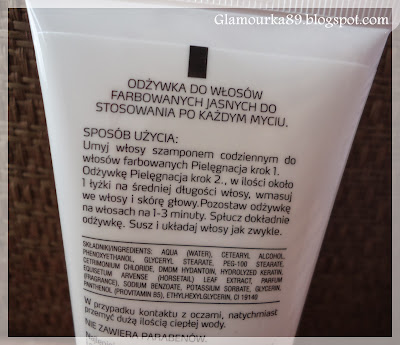 Glamourka89.blogspot.com
ODŻYWKA DO WŁOSÓW
FARBOWANYCH JASNYCH DO
STOSOWANIA PO KAŻDYM MYCIU.
SPOSÓB UŻYCIA:
Umyj włosy szamponem codziennym do
włosów farbowanych Pielęgnacja krok 1.
Odżywkę Pielęgnacja krok 2., w ilości około
1 łyżki na średniej długości włosy, wmasuj
we włosy i skórę głowy.Pozostaw odżywkę
na włosach na 1-3 minuty. Spłucz dokładnie
odżywkę. Susz i układaj włosy jak zwykle.
SKŁADNIKI/INGREDIENTS: AQUA (WATER), CETEARYL ALCOHOL,
PHENOXYETHANOL, GLYCERYL STEARATE, PEG-100 STEARATE,
CETRIMONIUM CHLORIDE, DMDM HYDANTOIN, HYDROLYZED KERATIN,
EQUISETUM ARVENSE (HORSETAIL) LEAF EXTRACT, PARFUM
(FRAGRANCE), SODIUM BENZOATE, POTASSIUM SORBATE, GLYCERIN,
PANTHENOL (PROVITAMIN B5), ETHYLHEXYLGLYCERIN, CI 19140
W przypadku kontaktu z oczami, natychmiast
przemyć dużą ilością ciepłej wody.
NIE ZAWIERA PARABENÓW.